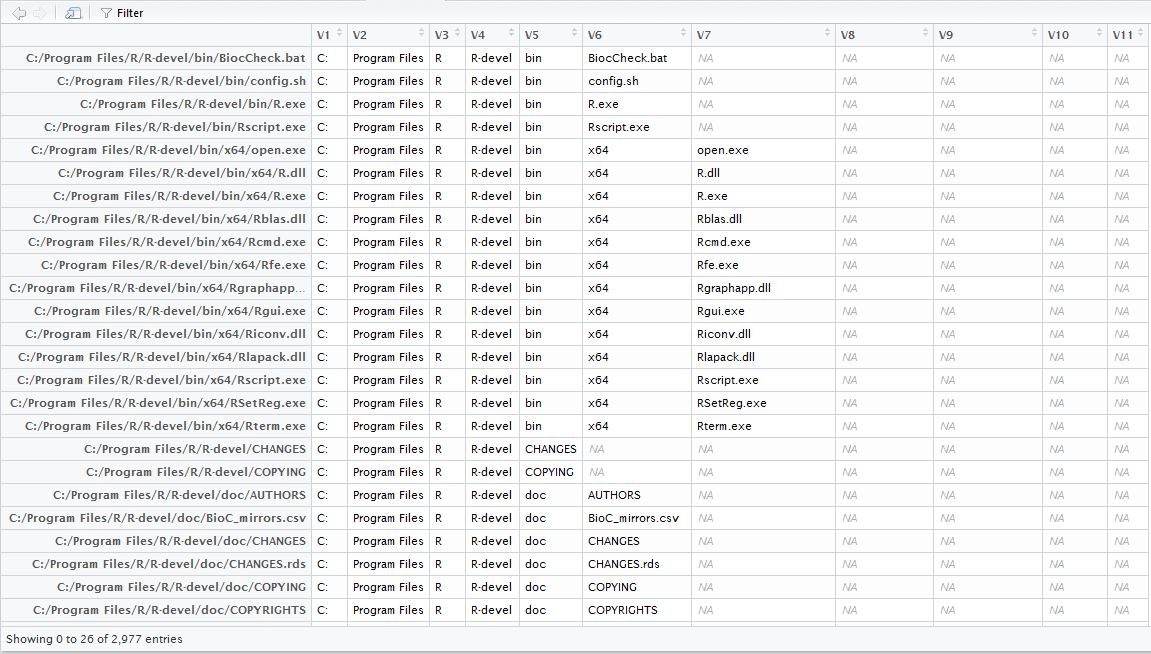 Filter
V1 V2 V3 V4 V5 V6 V7 V8 V9 V10 V11
C:/Program Files/R/R-devel/bin/BiocCheck.bat C: Program Files R R-devel bin BiocCheck.bat NA NA NA NA NA
C:/Program Files/R/R-devel/bin/config.sh C: Program Files R R-devel bin config.sh NA NA NA NA NA
C:/Program Files/R/R-devel/bin/R.exe C: Program Files R R-devel bin R.exe NA NA NA NA NA
C:/Program Files/R/R-devel/bin/Rscript.exe C: Program Files R R-devel bin Rscript.exe NA NA NA NA NA
C:/Program Files/R/R-devel/bin/x64/open.exe C: Program Files R R-devel bin x64 open.exe NA NA NA NA
C:/Program Files/R/R-devel/bin/x64/R.dll C: Program Files R R-devel bin x64 R.dll NA NA NA NA
C:/Program Files/R/R-devel/bin/x64/R.exe C: Program Files R R-devel bin x64 R.exe NA NA NA NA
C:/Program Files/R/R-devel/bin/x64/Rblas.dll C: Program Files R R-devel bin x64 Rblas.dll NA NA NA NA
C:/Program Files/R/R-devel/bin/x64/Rcmd.exe C: Program Files R R-devel bin x64 Rcmd.exe NA NA NA NA
C:/Program Files/R/R-devel/bin/x64/Rfe.exe C: Program Files R R-devel bin x64 Rfe.exe NA NA NA NA
C:/Program Files/R/R-devel/bin/x64/Rgraphapp... C: Program Files R R-devel bin x64 Rgraphapp.dll NA NA NA NA
C:/Program Files/R/R-devel/bin/x64/Rgui.exe C: Program Files R R-devel bin x64 Rgui.exe NA NA NA NA
C:/Program Files/R/R-devel/bin/x64/Riconv.dll C: Program Files R R-devel bin x64 Riconv.dll NA NA NA NA
C:/Program Files/R/R-devel/bin/x64/Rlapack.dll C: Program Files R R-devel bin x64 Rlapack.dll NA NA NA NA
C:/Program Files/R/R-devel/bin/x64/Rscript.exe C: Program Files R R-devel bin x64 Rscript.exe NA NA NA NA
C:/Program Files/R/R-devel/bin/x64/RSetReg.exe C: Program Files R R-devel bin x64 RSetReg.exe NA NA NA NA
C:/Program Files/R/R-devel/bin/x64/Rterm.exe C: Program Files R R-devel bin x64 Rterm.exe NA NA NA NA
C:/Program Files/R/R-devel/CHANGES C: Program Files R R-devel CHANGES NA NA NA NA NA NA
C:/Program Files/R/R-devel/COPYING C: Program Files R R-devel COPYING NA NA NA NA NA NA
C:/Program Files/R/R-devel/doc/AUTHORS C: Program Files R R-devel doc AUTHORS NA NA NA NA NA
C:/Program Files/R/R-devel/doc/BioC_mirrors.csv C: Program Files R R-devel doc BioC_mirrors.csv NA NA NA NA NA
C:/Program Files/R/R-devel/doc/CHANGES C: Program Files R R-devel doc CHANGES NA NA NA NA NA
C:/Program Files/R/R-devel/doc/CHANGES.rds C: Program Files R R-devel doc CHANGES.rds NA NA NA NA NA
C:/Program Files/R/R-devel/doc/COPYING C: Program Files R R-devel doc COPYING NA NA NA NA NA
C:/Program Files/R/R-devel/doc/COPYRIGHTS C: Program Files R R-devel doc COPYRIGHTS NA NA NA NA NA
Showing 0 to 26 of 2,977 entries